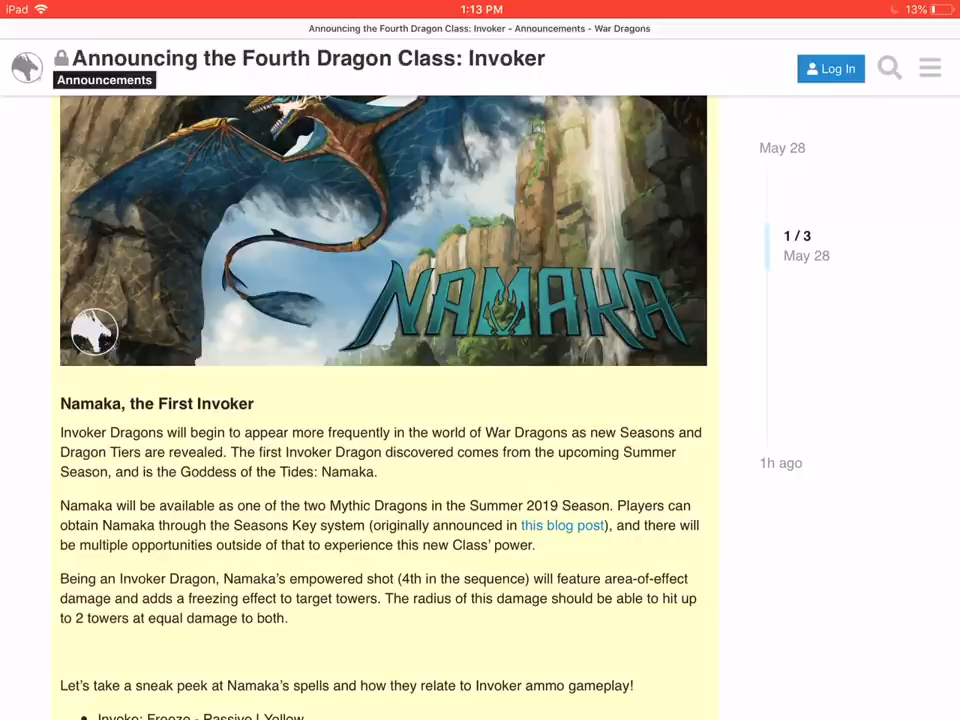 iPad 1:13 PM 13%
Announcing the Fourth Dragon Class: Invoker - Announcements - War Dragons
Announcing the Fourth Dragon Class: Invoker
Announcements
Log In
NAMAKA
May 28
1 / 3
May 28
1h ago
Namaka, the First Invoker
Invoker Dragons will begin to appear more frequently in the world of War Dragons as new Seasons and
Dragon Tiers are revealed. The first Invoker Dragon discovered comes from the upcoming Summer
Season, and is the Goddess of the Tides: Namaka.
Namaka will be available as one of the two Mythic Dragons in the Summer 2019 Season. Players can
obtain Namaka through the Seasons Key system (originally announced in this blog post), and there will
be multiple opportunities outside of that to experience this new Class' power.
Being an Invoker Dragon, Namaka's empowered shot (4th in the sequence) will feature area-of-effect
damage and adds a freezing effect to target towers. The radius of this damage should be able to hit up
to 2 towers at equal damage to both.
Let's take a sneak peek at Namaka's spells and how they relate to Invoker ammo gameplay!
• Invoke: Freeze - Passive | Yellow